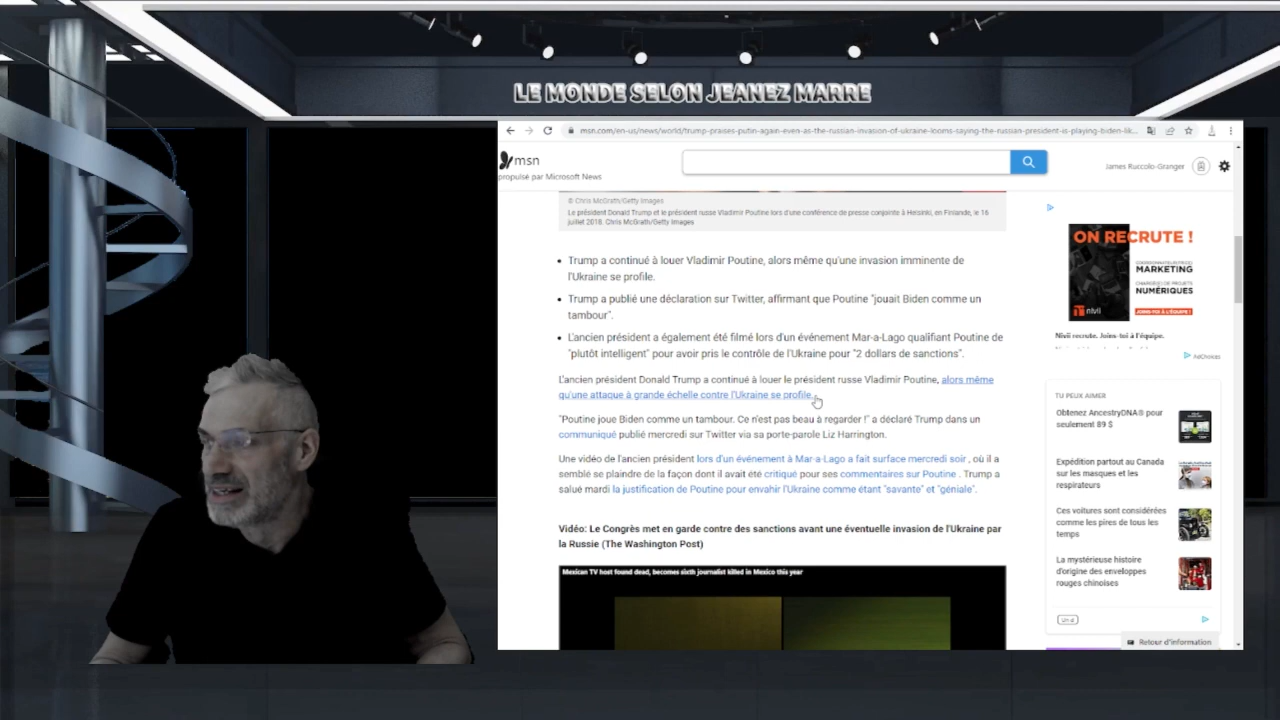 LE MONDE SELON JEANEZ MARRE
msn.com/en-us/news/world/trump-praises-putin-again-even-as-the-russian-invasion-of-ukraine-looms-saying-the-russian-president-is-playing-biden-lik...
msn
propulsé par Microsoft News
James Ruccolo-Granger
© Chris McGrath/Getty Images
Le président Donald Trump et le président russe Vladimir Poutine lors d'une conférence de presse conjointe à Helsinki, en Finlande, le 16
juillet 2018. Chris McGrath/Getty Images
Trump a continué à louer Vladimir Poutine, alors même qu'une invasion imminente de
l'Ukraine se profile.
Trump a publié une déclaration sur Twitter, affirmant que Poutine "jouait Biden comme un
tambour".
L'ancien président a également été filmé lors d'un événement Mar-a-Lago qualifiant Poutine de
"plutôt intelligent" pour avoir pris le contrôle de l'Ukraine pour "2 dollars de sanctions".
L'ancien président Donald Trump a continué à louer le président russe Vladimir Poutine, alors même
qu'une attaque à grande échelle contre l'Ukraine se profile.
"Poutine joue Biden comme un tambour. Ce n'est pas beau à regarder !" a déclaré Trump dans un
communiqué publié mercredi sur Twitter via sa porte-parole Liz Harrington.
Une vidéo de l'ancien président lors d'un événement à Mar-a-Lago a fait surface mercredi soir , où il a
semblé se plaindre de la façon dont il avait été critiqué pour ses commentaires sur Poutine . Trump a
salué mardi la justification de Poutine pour envahir l'Ukraine comme étant "savante" et "géniale".
Vidéo: Le Congrès met en garde contre des sanctions avant une éventuelle invasion de l'Ukraine par
la Russie (The Washington Post)
Mexican TV host found dead, becomes sixth journalist killed in Mexico this year
ON RECRUTE !
MARKETING
NUMÉRIQUES
nivii
JOINS-TOI À L'ÉQUIPE !
Nivii recrute. Joins-toi à l'équipe.
AdChoices
TU PEUX AIMER
Obtenez AncestryDNA® pour
seulement 89 $
Expédition partout au Canada
sur les masques et les
respirateurs
Ces voitures sont considérées
comme les pires de tous les
temps
La mystérieuse histoire
d'origine des enveloppes
rouges chinoises
Un d
Retour d'information